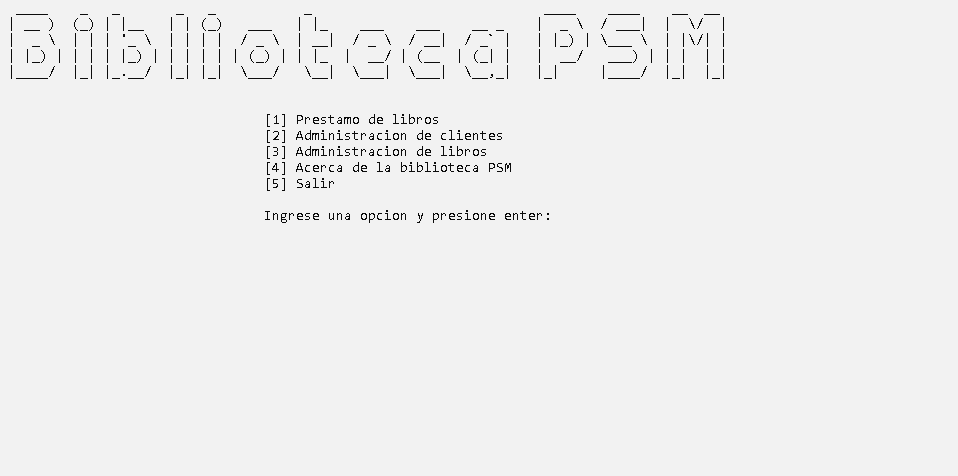 Biblioteca PSM
[1] Prestamo de libros
[2] Administracion de clientes
[3] Administracion de libros
[4] Acerca de la biblioteca PSM
[5] Salir
Ingrese una opcion y presione enter: